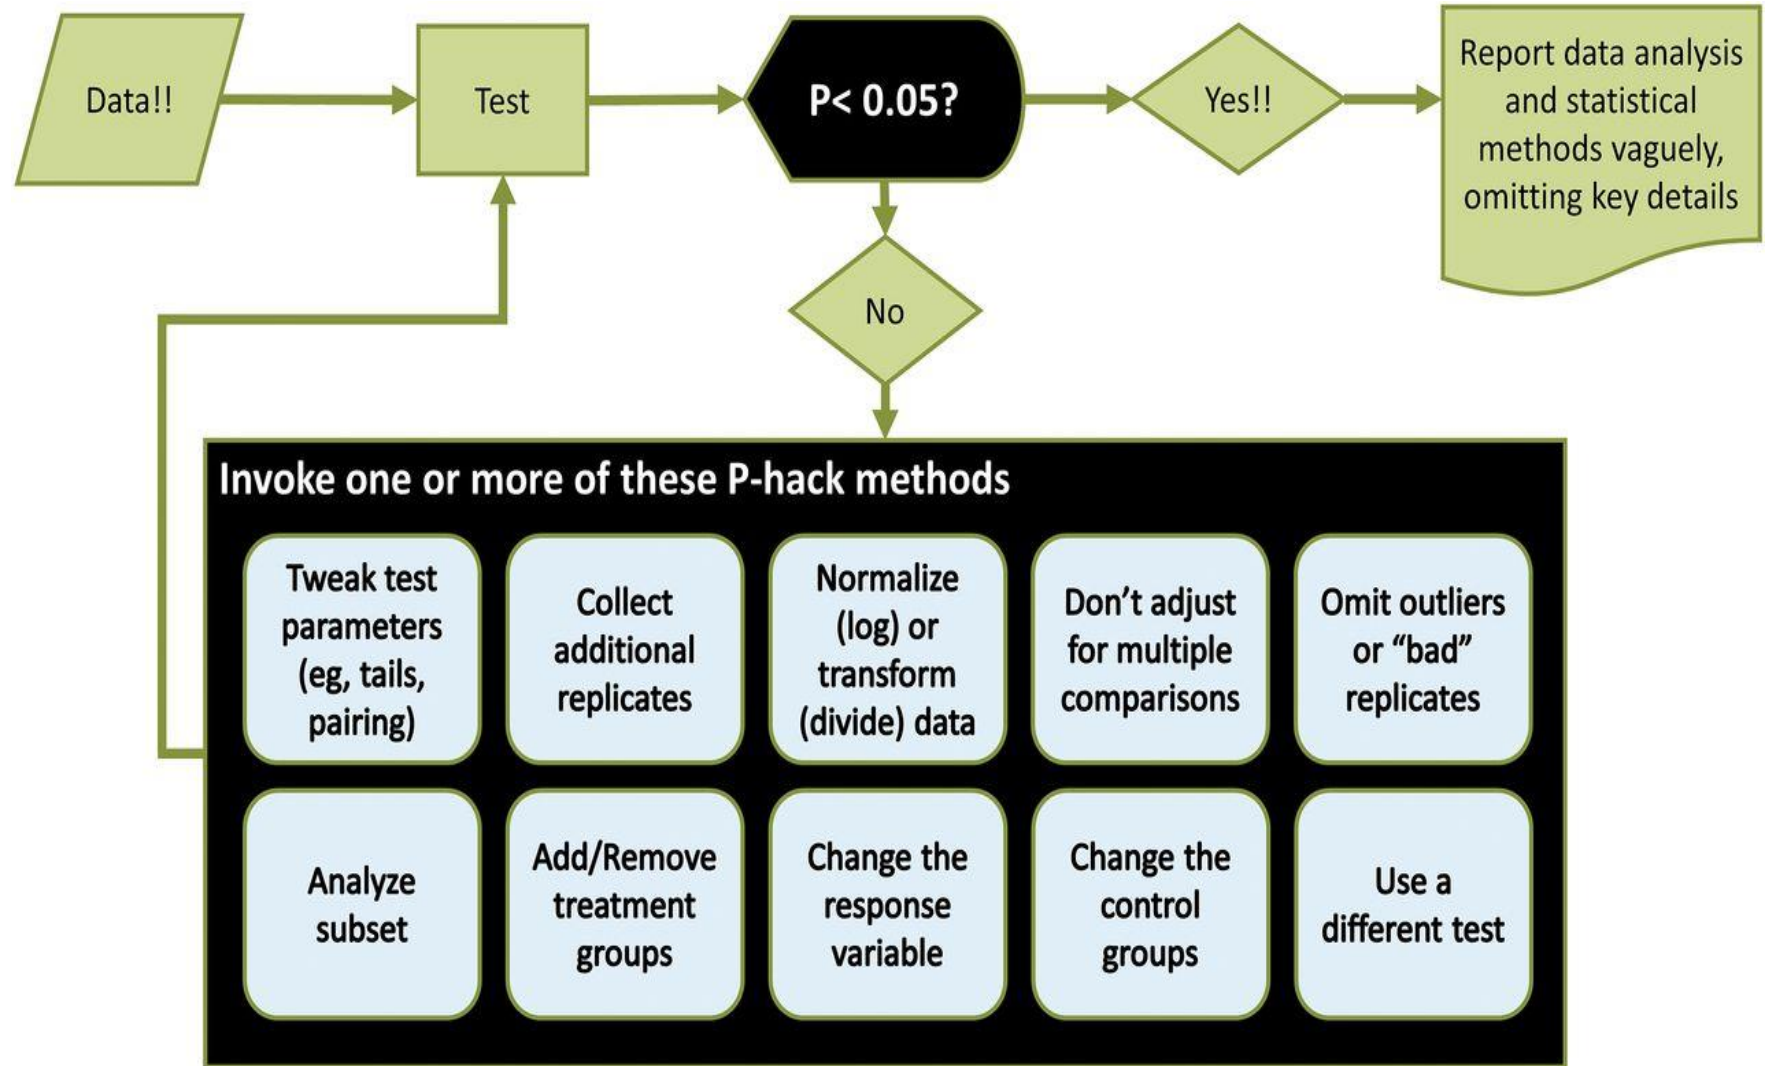 Data!!
Test
P< 0.05?
Yes!!
Report data analysis
and statistical
methods vaguely,
omitting key details
No
Invoke one or more of these P-hack methods
Tweak test
parameters
(eg, tails,
pairing)
Collect
additional
replicates
Normalize
(log) or
transform
(divide) data
Don’t adjust
for multiple
comparisons
Omit outliers
or “bad”
replicates
Analyze
subset
Add/Remove
treatment
groups
Change the
response
variable
Change the
control
groups
Use a
different test